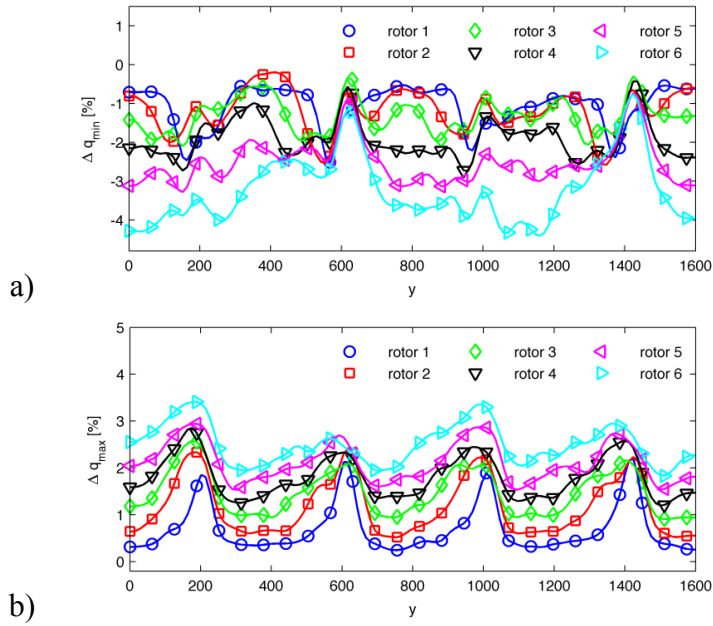 1
0
-1
-2
-3
-4
Δ q_min [%]
rotor 1 rotor 3 rotor 5
rotor 2 rotor 4 rotor 6
0 200 400 600 800 1000 1200 1400 1600
y
a)
5
4
3
2
1
0
Δ q_max [%]
rotor 1 rotor 3 rotor 5
rotor 2 rotor 4 rotor 6
0 200 400 600 800 1000 1200 1400 1600
y
b)